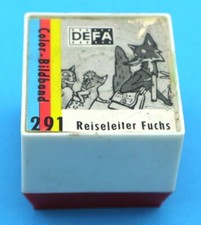 DEFA
Color-Bildband
291 Reiseleiter Fuchs